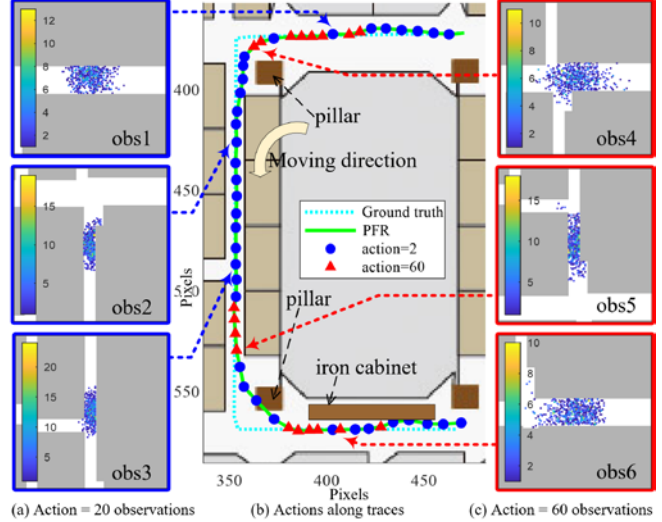 12
10
8
6
4
2
obs1
15
10
5
obs2
20
15
10
5
obs3
400
450
500
550
Pixels
350
400
450
Pixels
pillar
Moving direction
Ground truth
PFR
action=2
action=60
pillar
iron cabinet
10
8
6
4
2
obs4
15
10
5
obs5
10
8
6
4
2
obs6
(a) Action = 20 observations
(b) Actions along traces
(c) Action = 60 observations